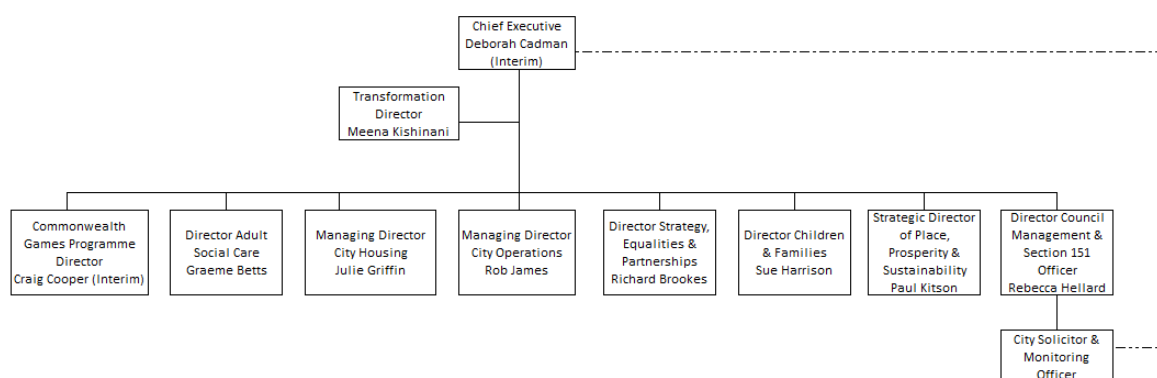 Chief Executive
Deborah Cadman
(Interim)
Transformation
Director
Meena Kishinani
Commonwealth
Games Programme
Director
Craig Cooper (Interim)
Director Adult
Social Care
Graeme Betts
Managing Director
City Housing
Julie Griffin
Managing Director
City Operations
Rob James
Director Strategy,
Equalities &
Partnerships
Richard Brookes
Director Children
& Families
Sue Harrison
Strategic Director
of Place,
Prosperity &
Sustainability
Paul Kitson
Director Council
Management &
Section 151
Officer
Rebecca Hellard
City Solicitor &
Monitoring
Officer